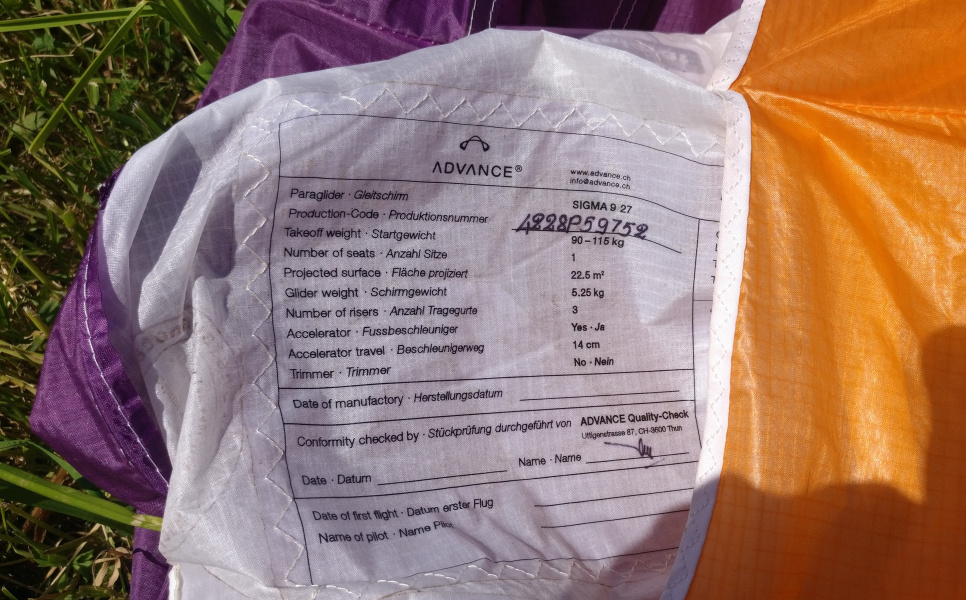 ADVANCE®
www.advance.ch
info@advance.ch
Paraglider · Gleitschirm SIGMA 9 27
Production-Code · Produktionsnummer 4828P59752
Takeoff weight · Startgewicht 90 – 115 kg
Number of seats · Anzahl Sitze 1
Projected surface · Fläche projiziert 22.5 m²
Glider weight · Schirmgewicht 5.25 kg
Number of risers · Anzahl Tragegurte 3
Accelerator · Fussbeschleuniger Yes · Ja
Accelerator travel · Beschleunigerweg 14 cm
Trimmer · Trimmer No · Nein
Date of manufactory · Herstellungsdatum
Conformity checked by · Stückprüfung durchgeführt von ADVANCE Quality-Check
Uttigenstrasse 87, CH-3600 Thun
Date · Datum Name · Name
Date of first flight · Datum erster Flug
Name of pilot · Name Pilot